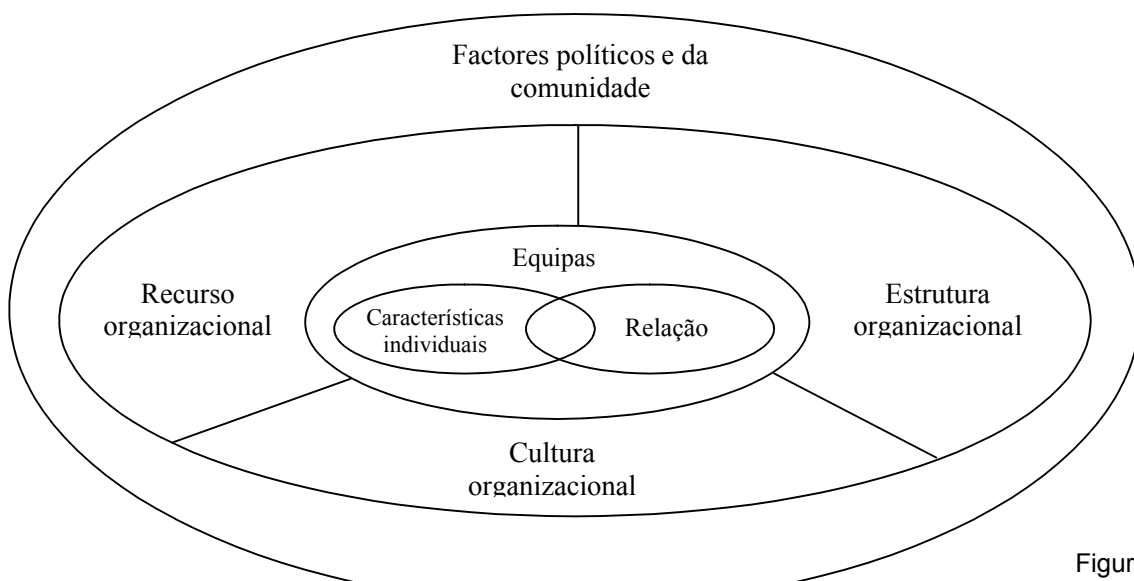 Factores políticos e da
comunidade
Equipas
Recurso
organizacional
Características
individuais
Relação
Estrutura
organizacional
Cultura
organizacional
Figur